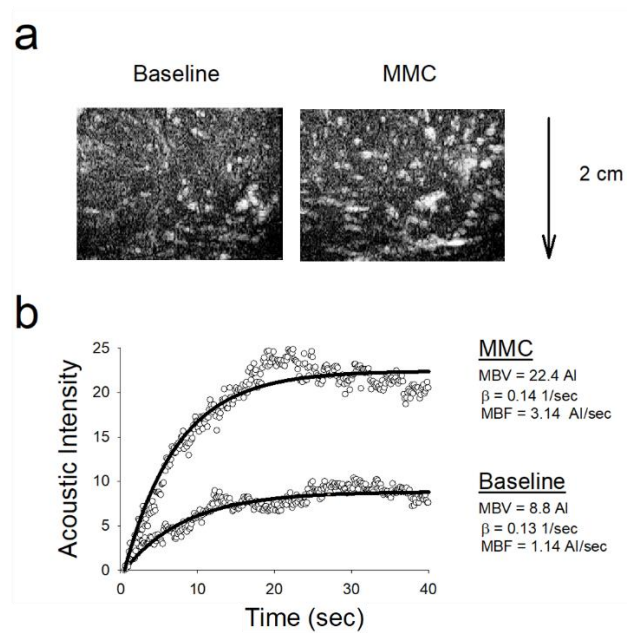 a
Baseline
MMC
2 cm
b
Acoustic Intensity
25
20
15
10
5
0
0
10
20
30
40
Time (sec)
MMC
MBV = 22.4 AI
β = 0.14 1/sec
MBF = 3.14 AI/sec
Baseline
MBV = 8.8 AI
β = 0.13 1/sec
MBF = 1.14 AI/sec